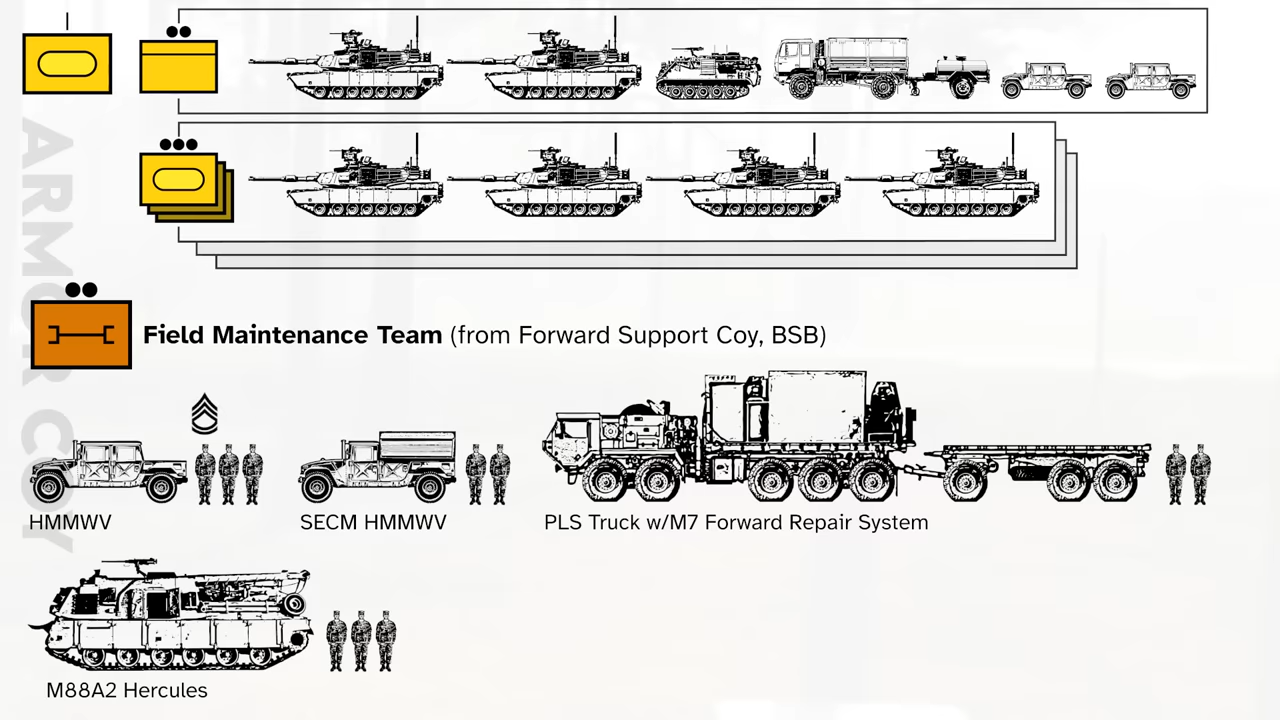 ARMOR COY
Field Maintenance Team (from Forward Support Coy, BSB)
HMMWV
SECM HMMWV
PLS Truck w/M7 Forward Repair System
M88A2 Hercules